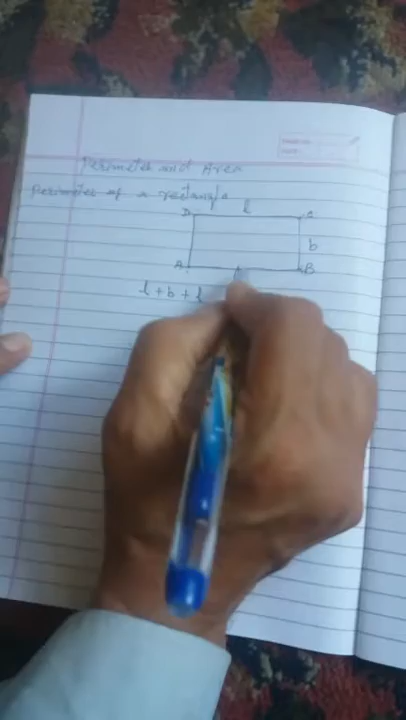 Perimeter and Area
Perimeter of a rectangle
l
D C
b
A B
l + b + l